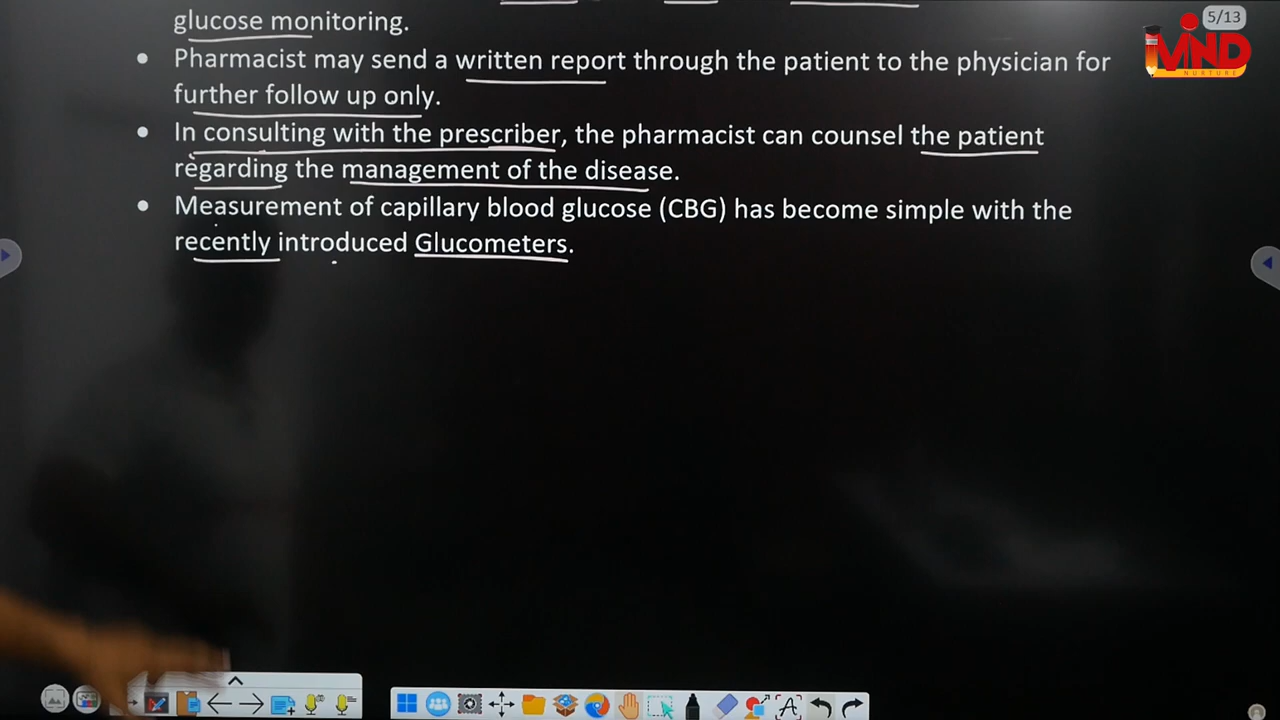 5/13
MIND
NURTURE
glucose monitoring.
• Pharmacist may send a written report through the patient to the physician for
further follow up only.
• In consulting with the prescriber, the pharmacist can counsel the patient
regarding the management of the disease.
• Measurement of capillary blood glucose (CBG) has become simple with the
recently introduced Glucometers.